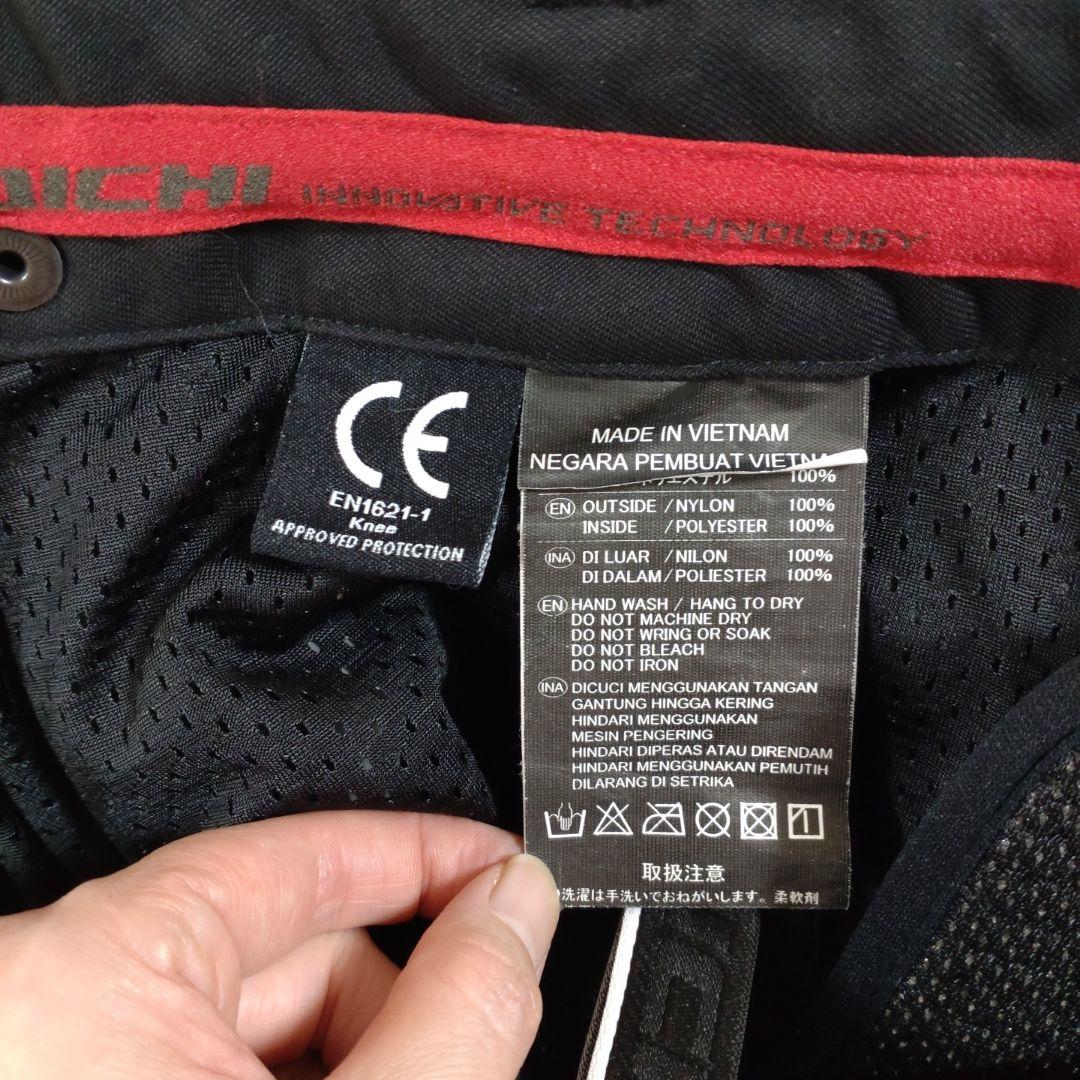 AICHI INNOVATIVE TECHNOLOGY
CE
EN1621-1
Knee
APPROVED PROTECTION
MADE IN VIETNAM
NEGARA PEMBUAT VIETNA
100%
EN OUTSIDE / NYLON 100%
INSIDE / POLYESTER 100%
INA DI LUAR / NILON 100%
DI DALAM / POLIESTER 100%
EN HAND WASH / HANG TO DRY
DO NOT MACHINE DRY
DO NOT WRING OR SOAK
DO NOT BLEACH
DO NOT IRON
INA DICUCI MENGGUNAKAN TANGAN
GANTUNG HINGGA KERING
HINDARI MENGGUNAKAN
MESIN PENGERING
HINDARI DIPERAS ATAU DIRENDAM
HINDARI MENGGUNAKAN PEMUTIH
DILARANG DI SETRIKA
取扱注意
洗濯は手洗いでおねがいします。柔軟剤